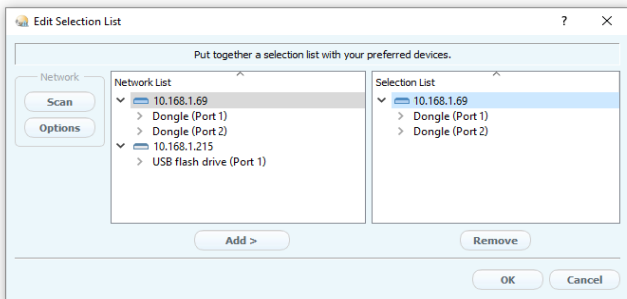 Edit Selection List
?
Put together a selection list with your preferred devices.
Network
Scan
Options
Network List
10.168.1.69
Dongle (Port 1)
Dongle (Port 2)
10.168.1.215
USB flash drive (Port 1)
Add >
Selection List
10.168.1.69
Dongle (Port 1)
Dongle (Port 2)
Remove
OK
Cancel